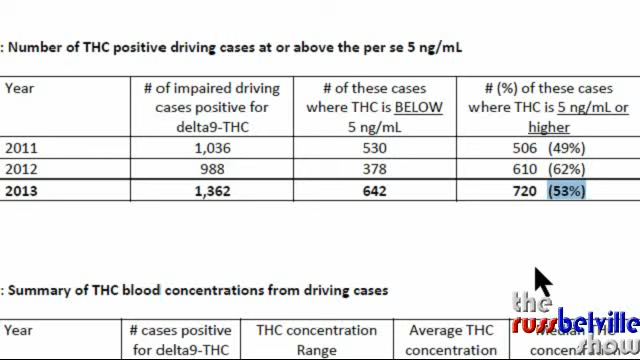 : Number of THC positive driving cases at or above the per se 5 ng/mL
Year # of impaired driving cases positive for delta9-THC # of these cases where THC is BELOW 5 ng/mL # (%) of these cases where THC is 5 ng/mL or higher
2011 1,036 530 506 (49%)
2012 988 378 610 (62%)
2013 1,362 642 720 (53%)
: Summary of THC blood concentrations from driving cases
Year # cases positive for delta9-THC THC concentration Range Average THC concentration Median THC concentration
the
russbelville
show